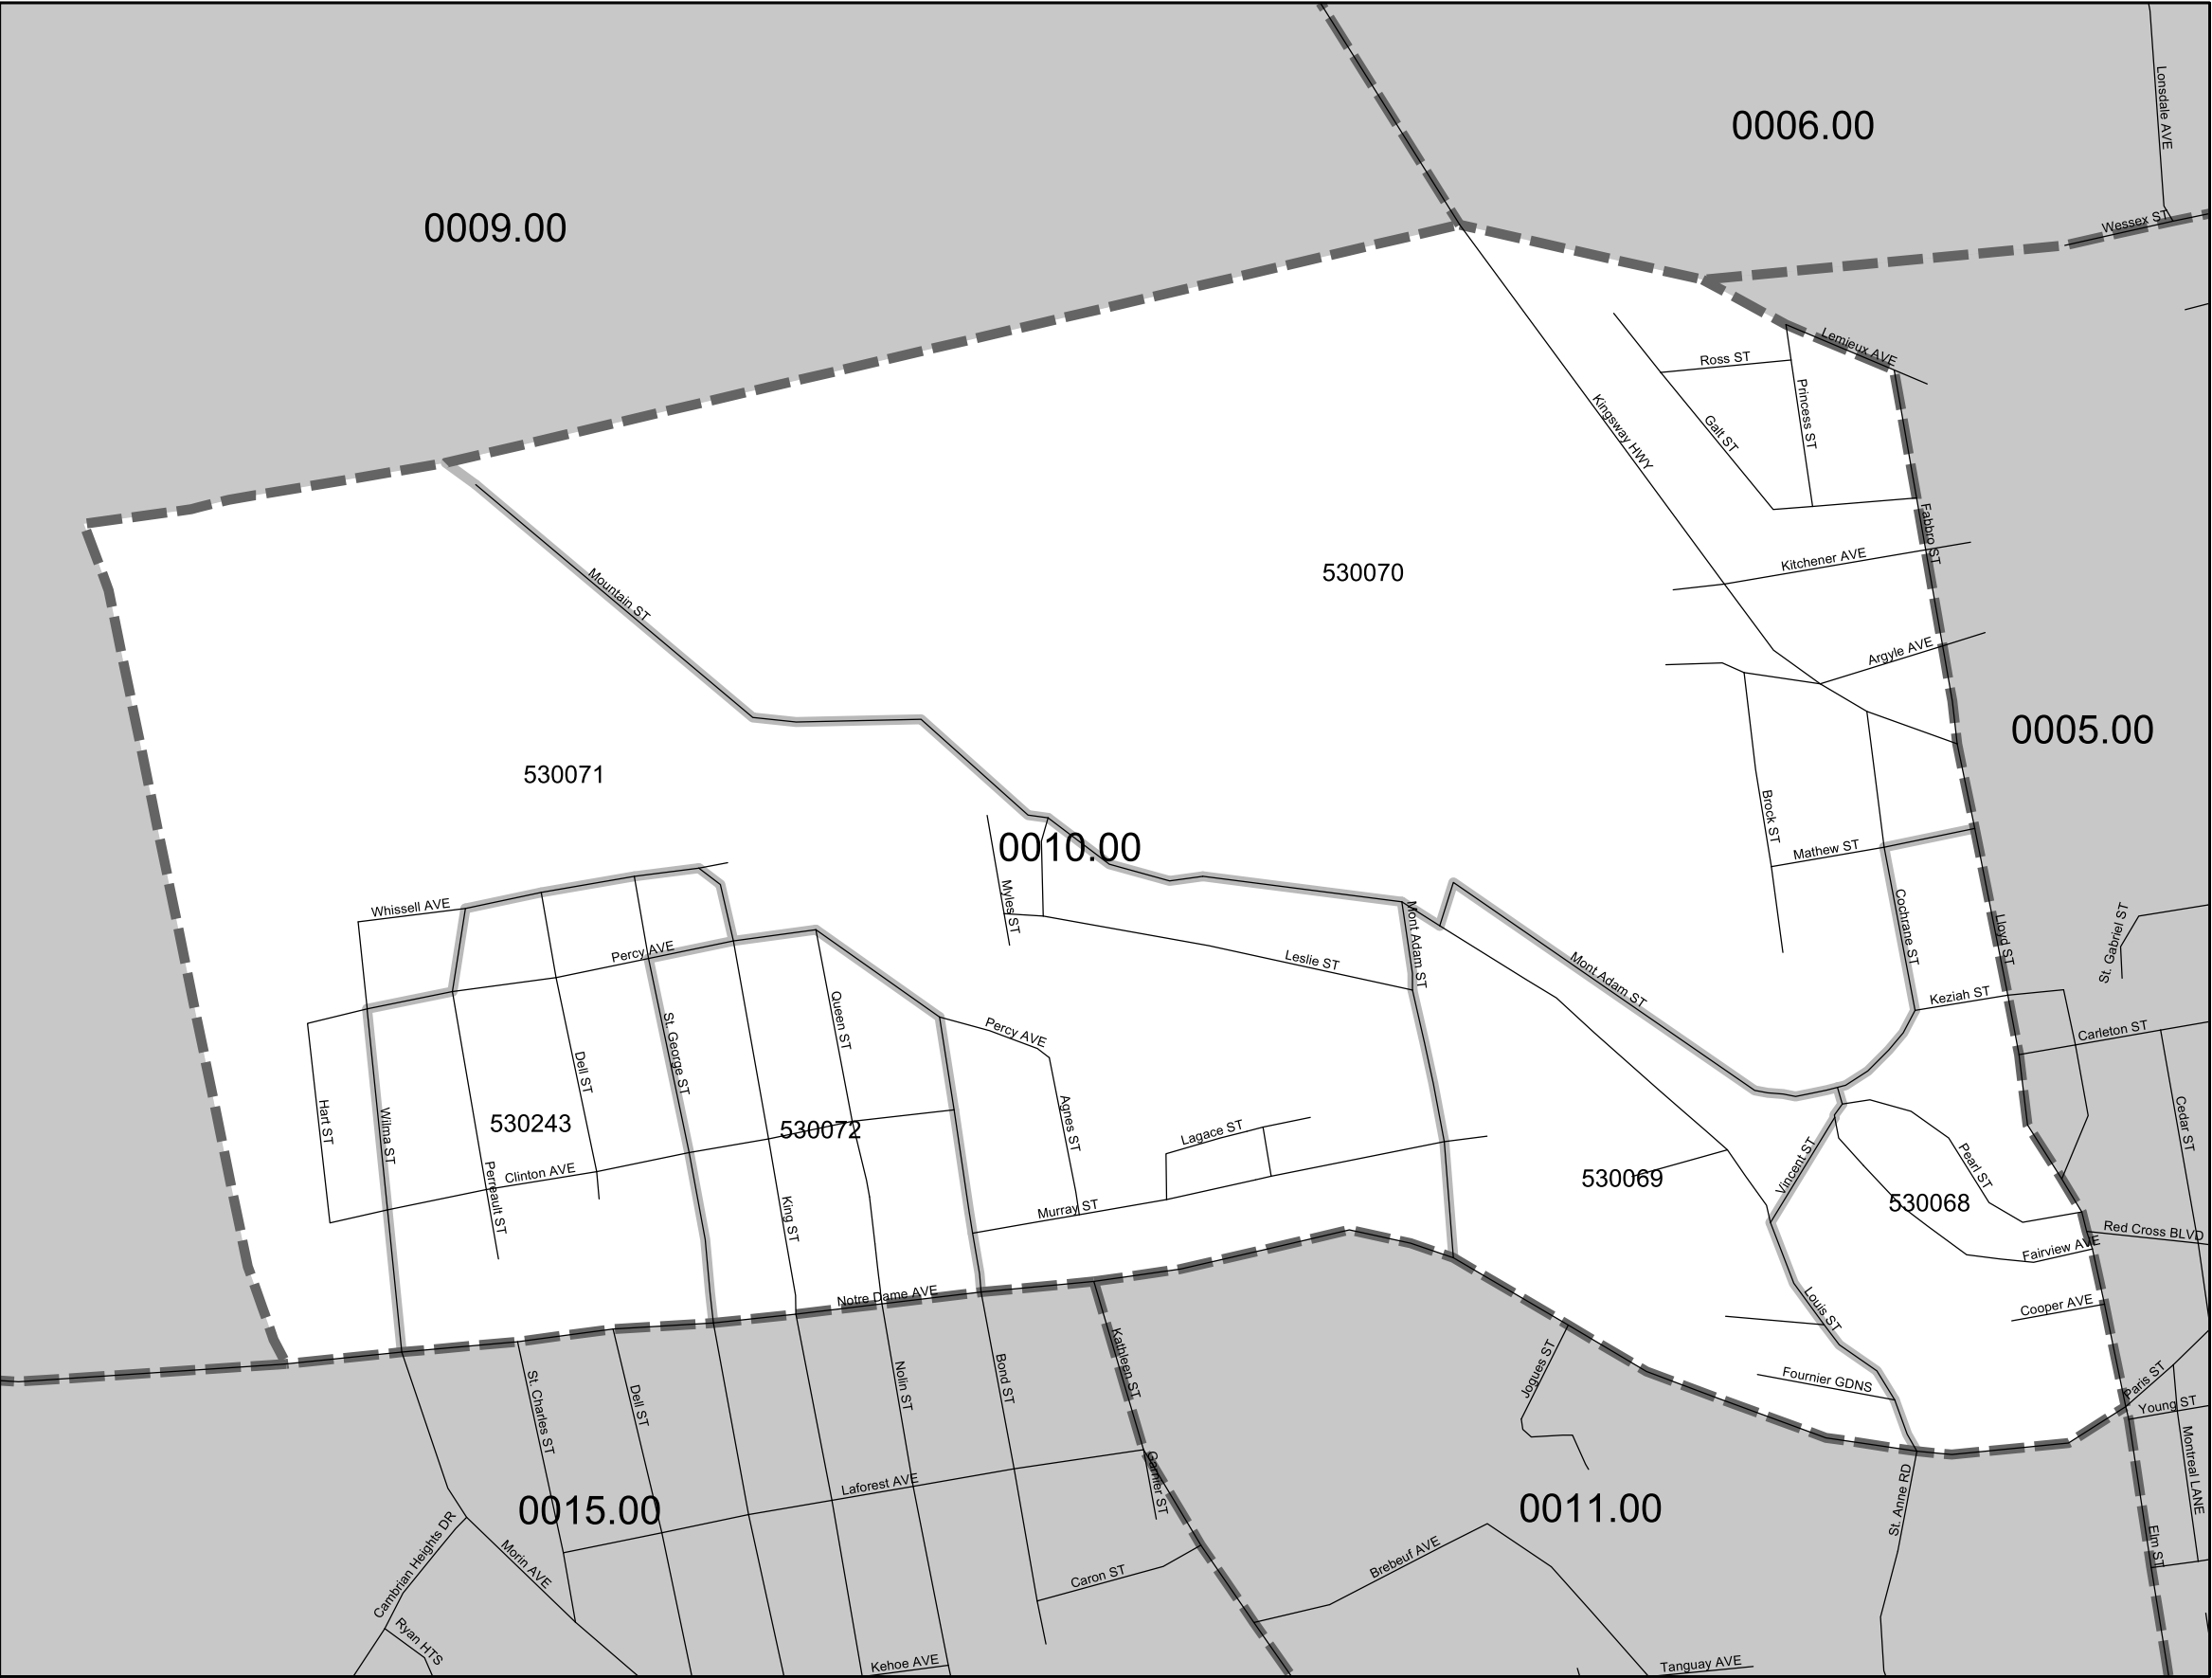 Lonsdale AVE
0006.00
0009.00
Wessex ST
Lemieux AVE
Ross ST
Princess ST
Galt ST
Kingsway HWY
Fabbro ST
Kitchener AVE
530070
Mountain ST
Argyle AVE
0005.00
530071
Brock ST
0010.00
Mathew ST
Myles ST
Whissell AVE
Mont Adam ST
Cochrane ST
Lloyd ST
St. Gabriel ST
Percy AVE
Leslie ST
Mont Adam ST
Keziah ST
Queen ST
Percy AVE
St. George ST
Carleton ST
Dell ST
Hart ST
Wilma ST
530243
530072
Agnes ST
Lagace ST
Cedar ST
Vincent ST
Pearl ST
Clinton AVE
Perreault ST
530069
530068
King ST
Murray ST
Red Cross BLVD
Fairview AVE
Notre Dame AVE
Louis ST
Cooper AVE
Kathleen ST
Jogues ST
St. Charles ST
Dell ST
Nolin ST
Bond ST
Fournier GDNS
Paris ST
Young ST
Montreal LANE
Laforest AVE
Garnier ST
0015.00
0011.00
St. Anne RD
Elm ST
Cambrian Heights DR
Morin AVE
Caron ST
Brebeuf AVE
Ryan HTS
Kehoe AVE
Tanguay AVE